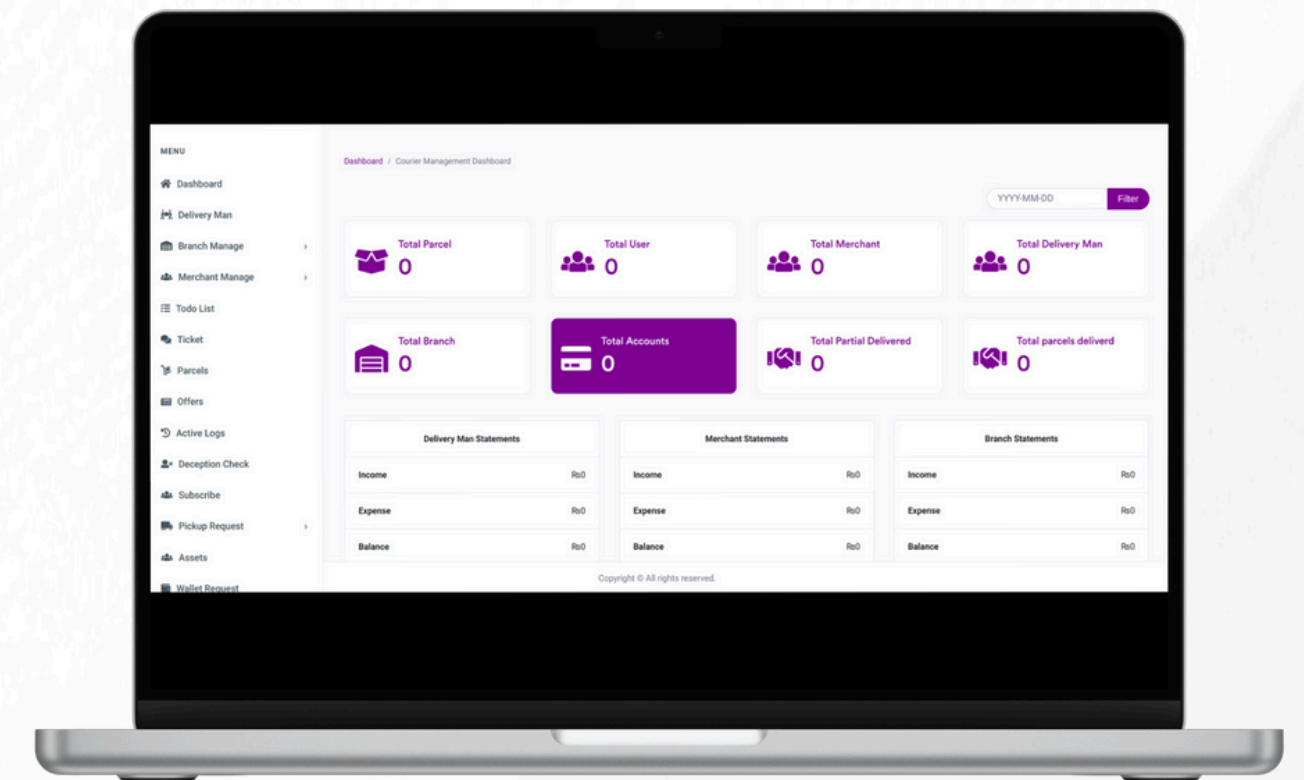 MENU
Dashboard
Delivery Man
Branch Manage
Merchant Manage
Todo List
Ticket
Parcels
Offers
Active Logs
Deception Check
Subscribe
Pickup Request
Assets
Wallet Request
Dashboard / Courier Management Dashboard
YYYY-MM-DD Filter
Total Parcel
0
Total User
0
Total Merchant
0
Total Delivery Man
0
Total Branch
0
Total Accounts
0
Total Partial Delivered
0
Total parcels deliverd
0
Delivery Man Statements
Income ₨0
Expense ₨0
Balance ₨0
Merchant Statements
Income ₨0
Expense ₨0
Balance ₨0
Branch Statements
Income ₨0
Expense ₨0
Balance ₨0
Copyright © All rights reserved.